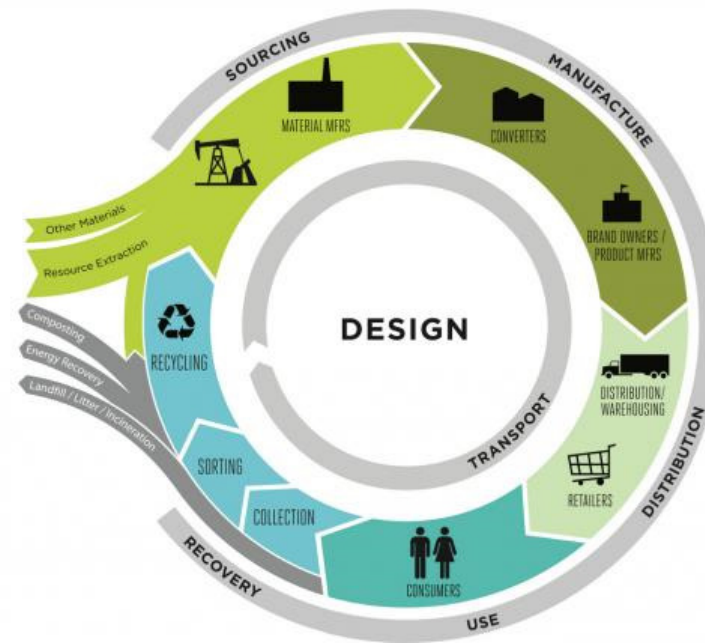 SOURCING
MANUFACTURE
MATERIAL MFRS
CONVERTERS
Other Materials
Resource Extraction
BRAND OWNERS /
PRODUCT MFRS
Composting
Energy Recovery
Landfill / Litter / Incineration
RECYCLING
DESIGN
DISTRIBUTION/
WAREHOUSING
TRANSPORT
DISTRIBUTION
SORTING
RETAILERS
COLLECTION
RECOVERY
CONSUMERS
USE